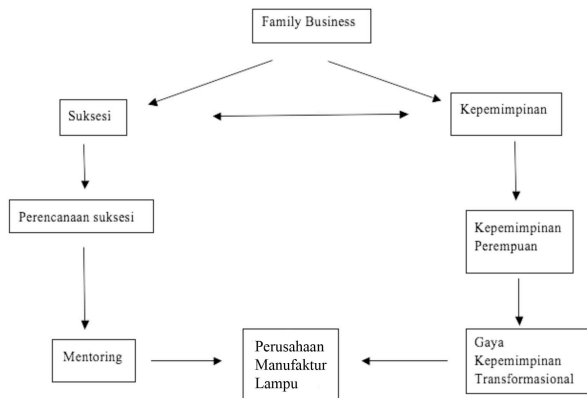 Family Business
Suksesi
Kepemimpinan
Perencanaan suksesi
Kepemimpinan
Perempuan
Mentoring
Perusahaan
Manufaktur
Lampu
Gaya
Kepemimpinan
Transformasional